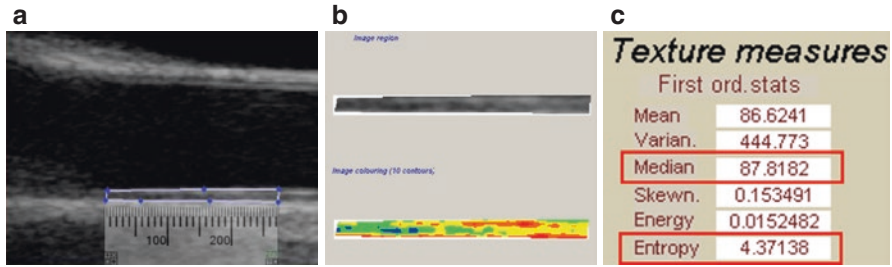 a
b
c
100
200
Image region
Image colouring (10 contours)
Texture measures
First ord.stats
Mean 86.6241
Varian. 444.773
Median 87.8182
Skewn. 0.153491
Energy 0.0152482
Entropy 4.37138